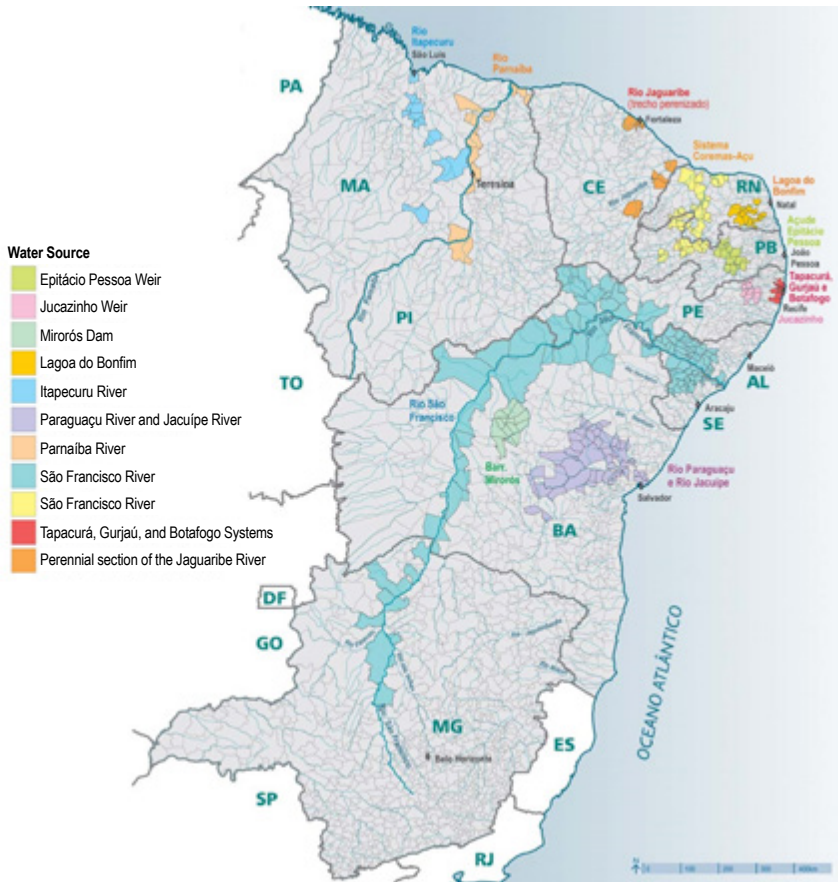 Rio
Itapecuru
São Luís
Rio
Parnaíba
PA
Rio Jaguaribe
(trecho perenizado)
Fortaleza
Sistema
Coremas-Açu
MA
Teresina
CE
RN
Lagoa do
Bonfim
Natal
Açude
Epitácio
Pessoa
PB
João
Pessoa
Tapacurá,
Gurjaú e
Botafogo
Recife
Jucazinho
PI
PE
Maceió
AL
TO
Aracaju
SE
Rio São
Francisco
Barr.
Mirorós
Rio Paraguaçu
e Rio Jacuípe
Salvador
BA
Water Source
Epitácio Pessoa Weir
Jucazinho Weir
Mirorós Dam
Lagoa do Bonfim
Itapecuru River
Paraguaçu River and Jacuípe River
Parnaíba River
São Francisco River
São Francisco River
Tapacurá, Gurjaú, and Botafogo Systems
Perennial section of the Jaguaribe River
DF
GO
MG
Belo Horizonte
ES
SP
RJ
OCEANO ATLÂNTICO
N
0 100 200 300 400km